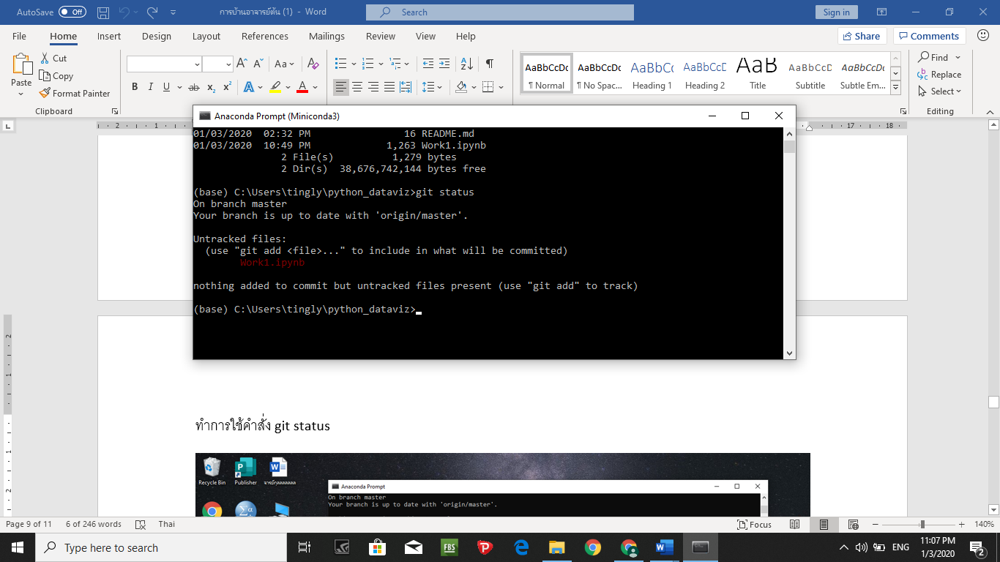 AutoSave Off การบ้านอาจารย์ต้น (1) - Word Search Sign in
File Home Insert Design Layout References Mailings Review View Help Share Comments
Paste Cut Copy Format Painter
Clipboard
B I U ab x2 x2 A A
Aa
AaBbCcDc AaBbCcDc AaBbCc AaBbCcD AaB AaBbCcD AaBbCcDc
¶ Normal ¶ No Spac... Heading 1 Heading 2 Title Subtitle Subtle Em...
Find Replace Select
Editing
2 1 17 18
Anaconda Prompt (Miniconda3)
01/03/2020 02:32 PM 16 README.md
01/03/2020 10:49 PM 1,263 Work1.ipynb
2 File(s) 1,279 bytes
2 Dir(s) 38,676,742,144 bytes free
(base) C:\Users\tingly\python_dataviz>git status
On branch master
Your branch is up to date with 'origin/master'.
Untracked files:
(use "git add <file>..." to include in what will be committed)
Work1.ipynb
nothing added to commit but untracked files present (use "git add" to track)
(base) C:\Users\tingly\python_dataviz>
ทำการใช้คำสั่ง git status
Recycle Bin Publisher
Anaconda Prompt
On branch master
Your branch is up to date with 'origin/master'.
Page 9 of 11 6 of 246 words Thai Focus 140%
Type here to search FBS ENG 11:07 PM
1/3/2020 2